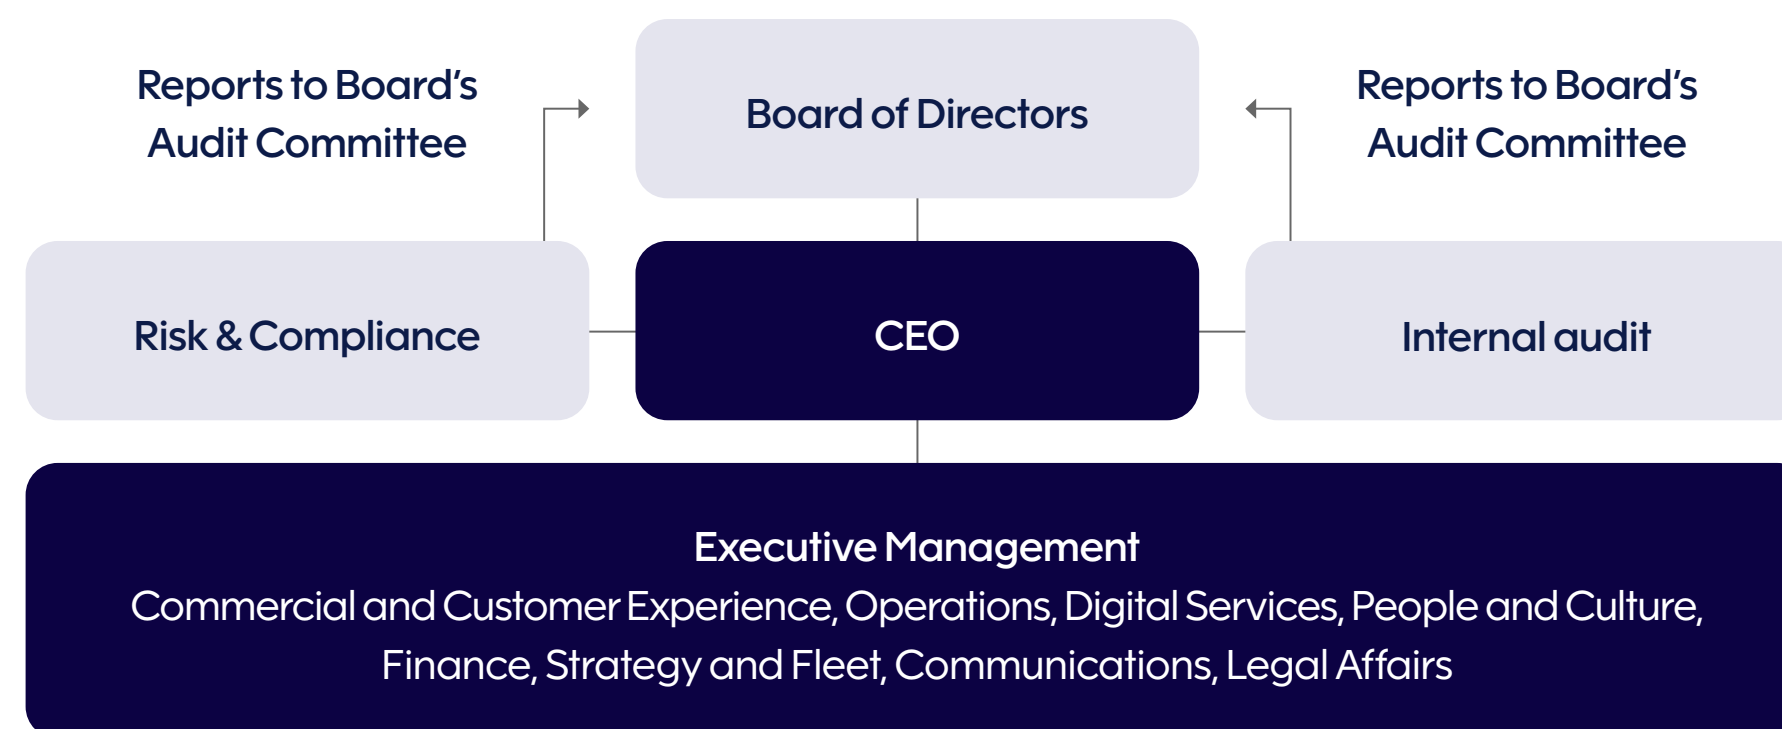 Reports to Board's
Audit Committee
Board of Directors
Reports to Board's
Audit Committee
Risk & Compliance
CEO
Internal audit
Executive Management
Commercial and Customer Experience, Operations, Digital Services, People and Culture,
Finance, Strategy and Fleet, Communications, Legal Affairs